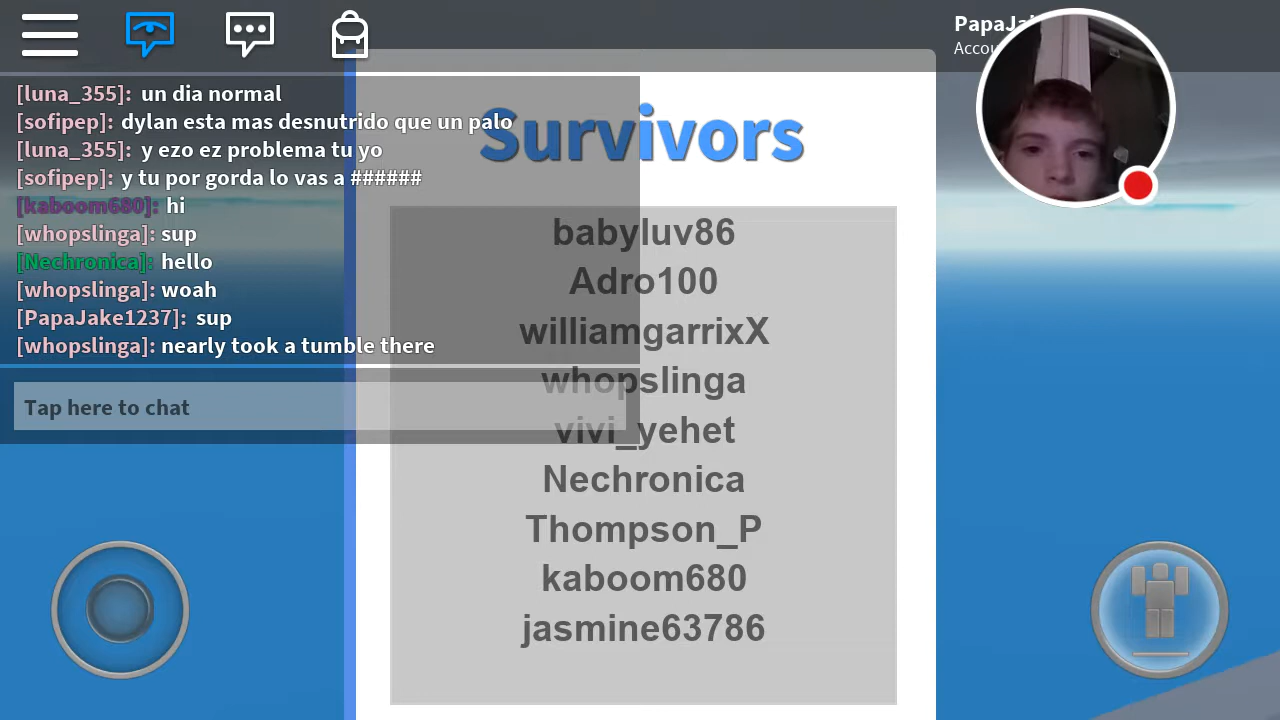 PapaJa
Accou
[luna_355]: un dia normal
[sofipep]: dylan esta mas desnutrido que un palo
[luna_355]: y ezo ez problema tu yo
[sofipep]: y tu por gorda lo vas a ######
[kaboom680]: hi
[whopslinga]: sup
[Nechronica]: hello
[whopslinga]: woah
[PapaJake1237]: sup
[whopslinga]: nearly took a tumble there
Tap here to chat
Survivors
babyluv86
Adro100
williamgarrixX
whopslinga
vivi_yehet
Nechronica
Thompson_P
kaboom680
jasmine63786